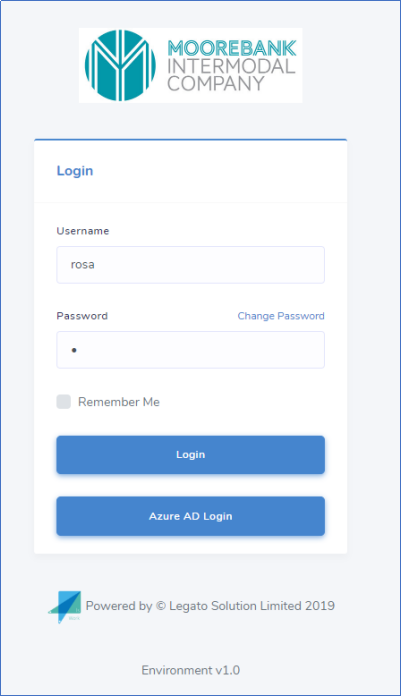 MOOREBANK
INTERMODAL
COMPANY
Login
Username
rosa
Password Change Password
•
Remember Me
Login
Azure AD Login
Powered by © Legato Solution Limited 2019
Environment v1.0